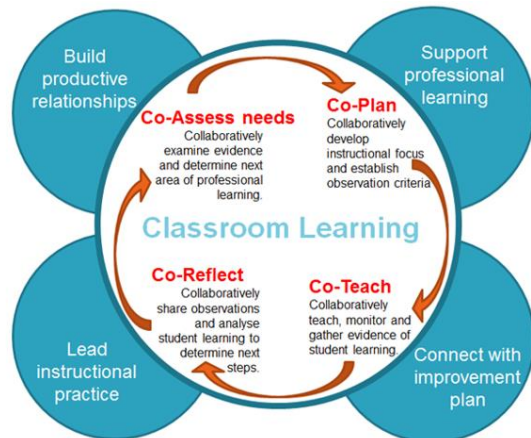 Build
productive
relationships
Support
professional
learning
Co-Assess needs
Collaboratively
examine evidence
and determine next
area of professional
learning.
Co-Plan
Collaboratively
develop
instructional focus
and establish
observation criteria
Classroom Learning
Co-Reflect
Collaboratively
share observations
and analyse
student learning to
determine next
steps.
Co-Teach
Collaboratively
teach, monitor and
gather evidence of
student learning.
Lead
instructional
practice
Connect with
improvement
plan